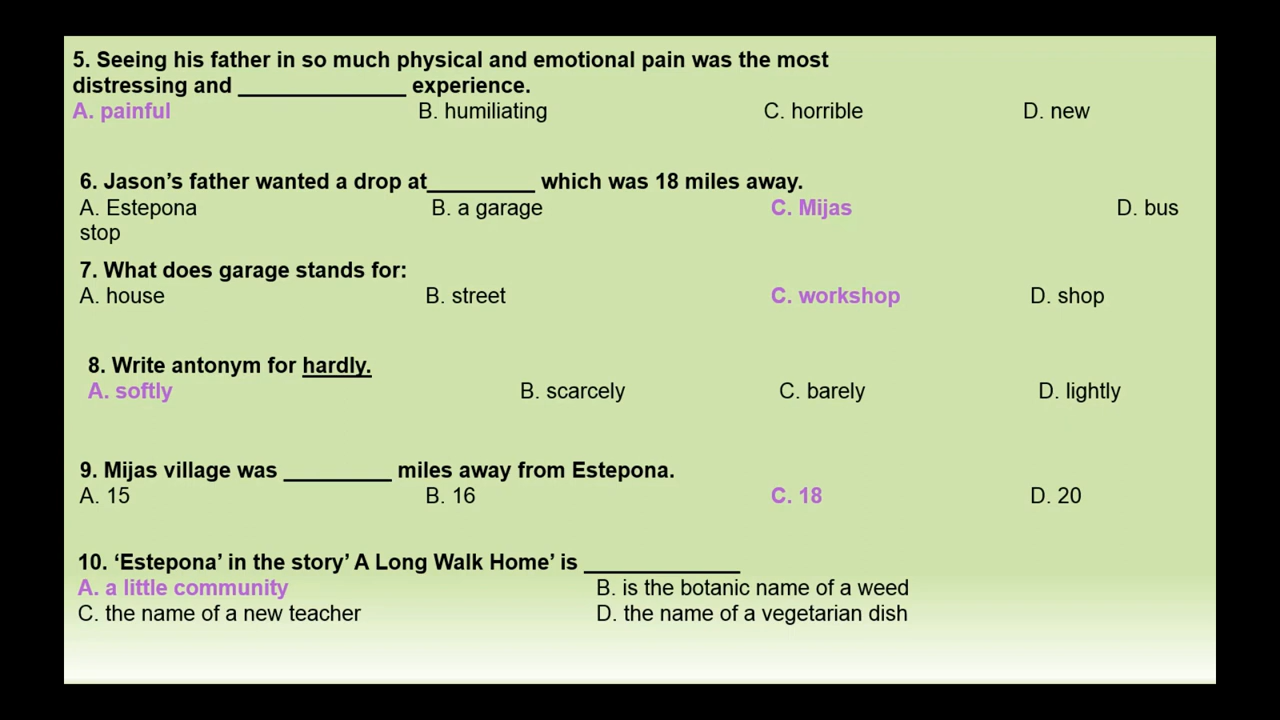 5. Seeing his father in so much physical and emotional pain was the most
distressing and ______________ experience.
A. painful B. humiliating C. horrible D. new
6. Jason’s father wanted a drop at_________ which was 18 miles away.
A. Estepona B. a garage C. Mijas D. bus
stop
7. What does garage stands for:
A. house B. street C. workshop D. shop
8. Write antonym for hardly.
A. softly B. scarcely C. barely D. lightly
9. Mijas village was _________ miles away from Estepona.
A. 15 B. 16 C. 18 D. 20
10. ‘Estepona’ in the story’ A Long Walk Home’ is _____________
A. a little community B. is the botanic name of a weed
C. the name of a new teacher D. the name of a vegetarian dish